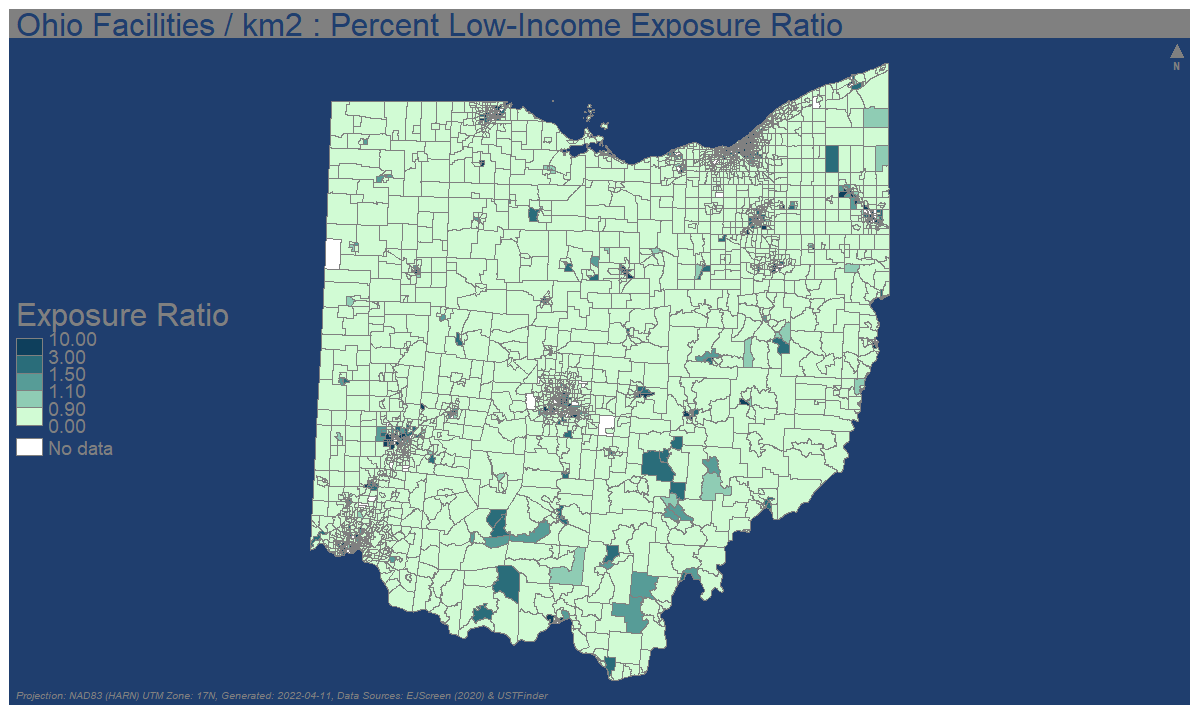 Ohio Facilities / km2 : Percent Low-Income Exposure Ratio
N
Exposure Ratio
10.00
3.00
1.50
1.10
0.90
0.00
No data
Projection: NAD83 (HARN) UTM Zone: 17N, Generated: 2022-04-11, Data Sources: EJScreen (2020) & USTFinder